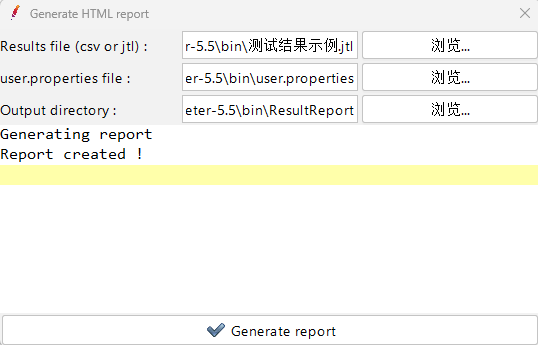 Generate HTML report
Results file (csv or jtl) : r-5.5\bin\测试结果示例.jtl 浏览...
user.properties file : er-5.5\bin\user.properties 浏览...
Output directory : eter-5.5\bin\ResultReport 浏览...
Generating report
Report created !
Generate report